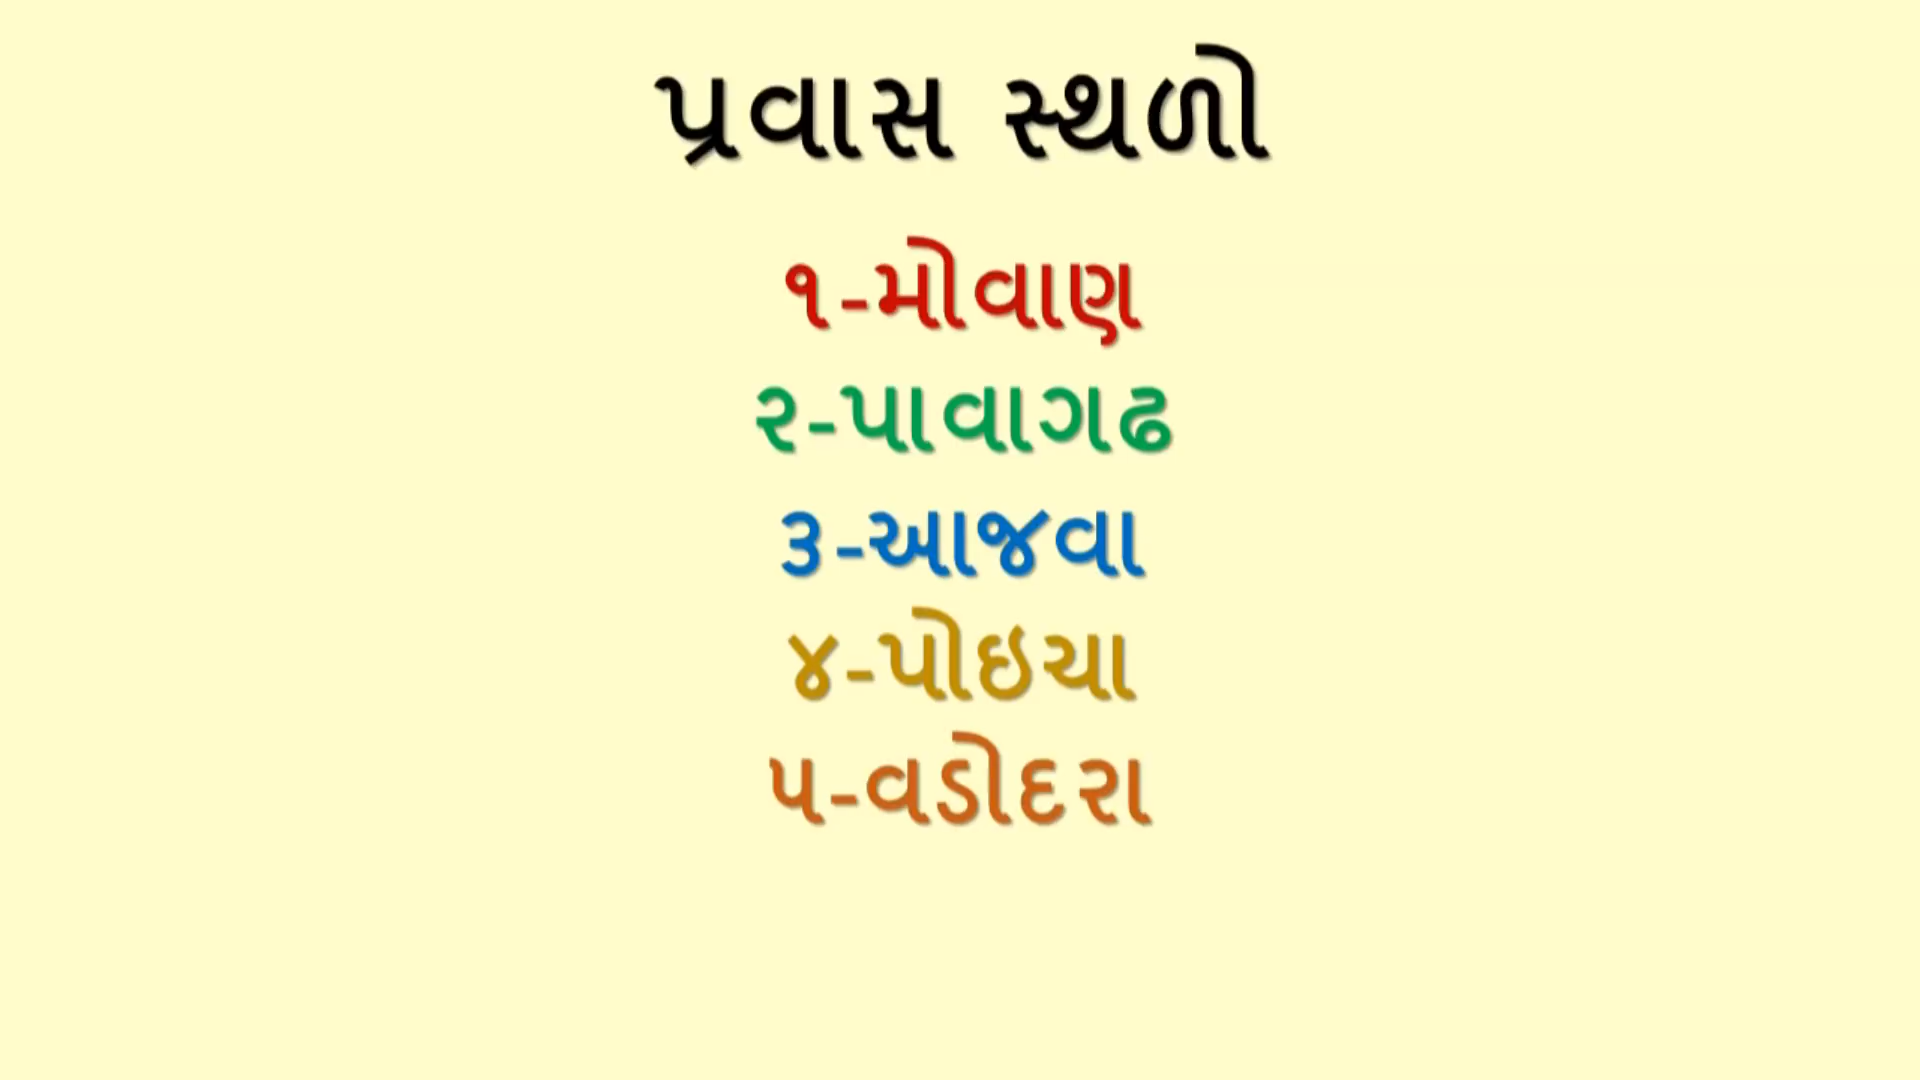 પ્રવાસ સ્થળો
૧-મોવાણ
૨-પાવાગઢ
૩-આજવા
૪-પોઇચા
૫-વડોદરા